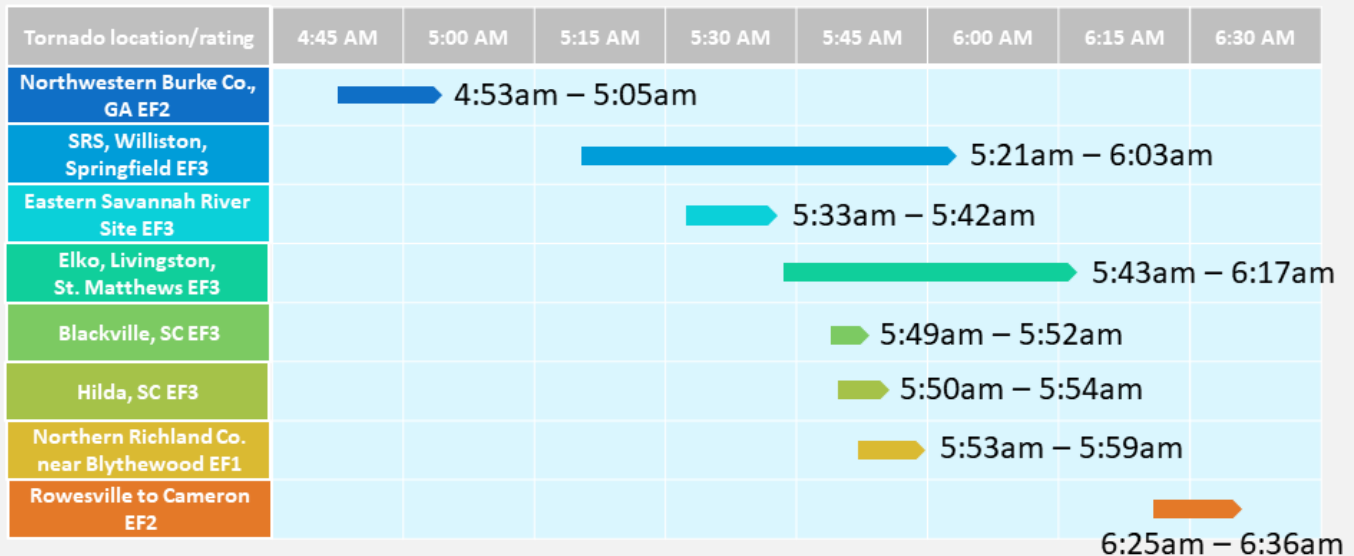 Tornado location/rating 4:45 AM 5:00 AM 5:15 AM 5:30 AM 5:45 AM 6:00 AM 6:15 AM 6:30 AM
Northwestern Burke Co.,
GA EF2
4:53am – 5:05am
SRS, Williston,
Springfield EF3
5:21am – 6:03am
Eastern Savannah River
Site EF3
5:33am – 5:42am
Elko, Livingston,
St. Matthews EF3
5:43am – 6:17am
Blackville, SC EF3
5:49am – 5:52am
Hilda, SC EF3
5:50am – 5:54am
Northern Richland Co.
near Blythewood EF1
5:53am – 5:59am
Rowesville to Cameron
EF2
6:25am – 6:36am